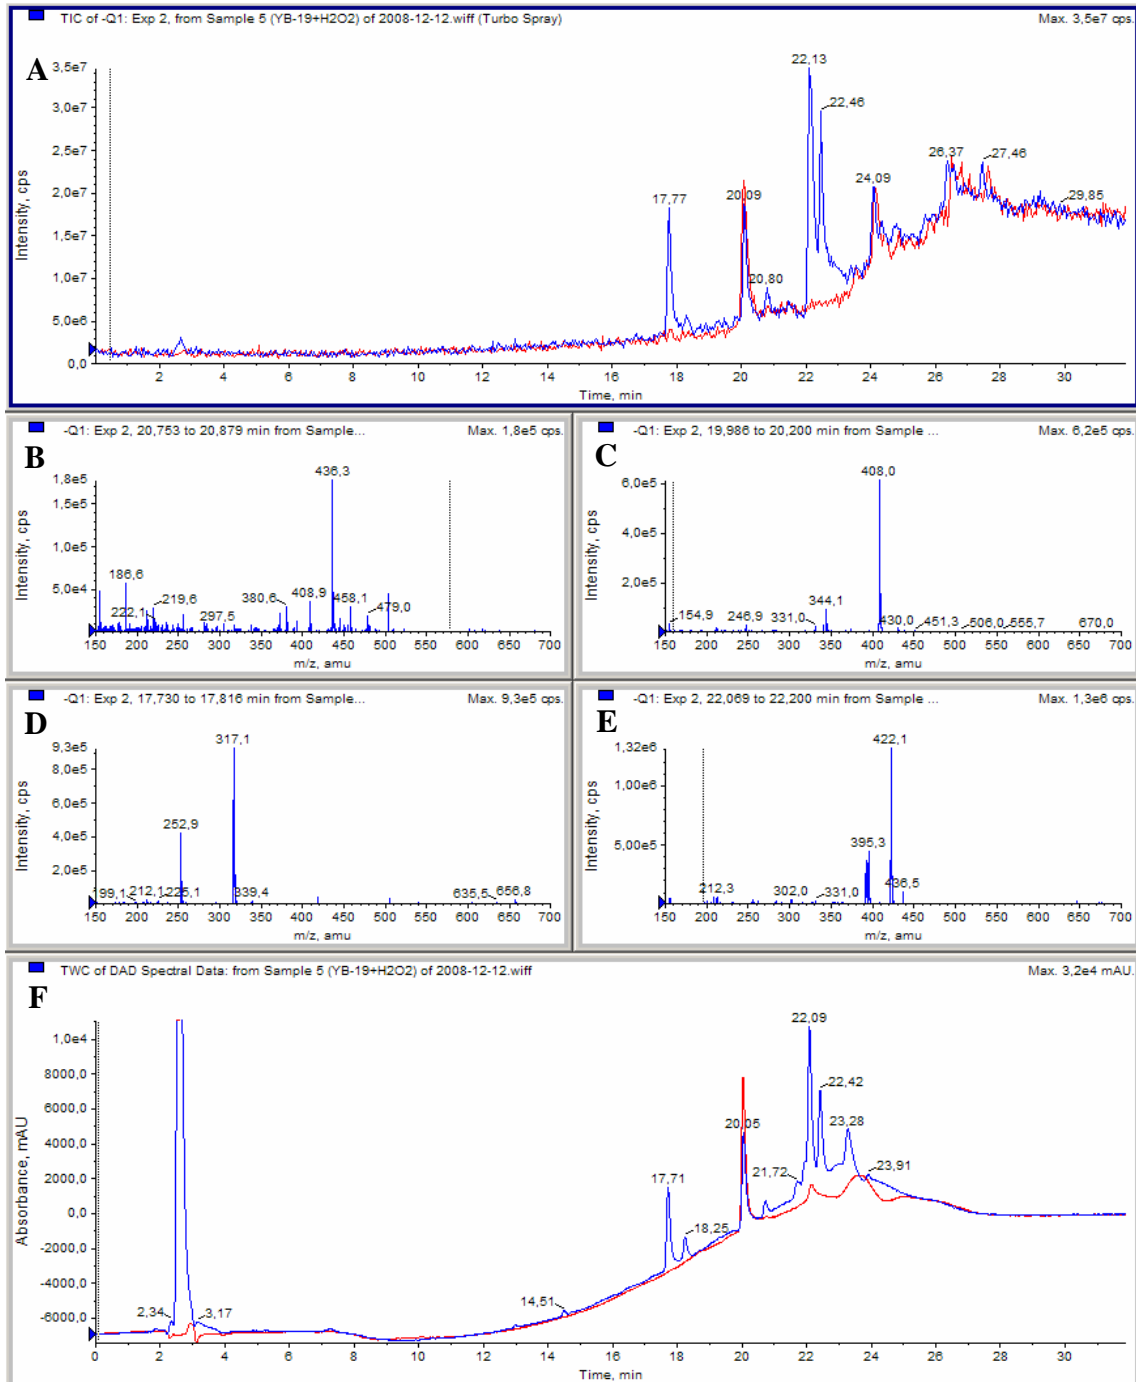 TIC of -Q1: Exp 2, from Sample 5 (YB-19+H2O2) of 2008-12-12.wiff (Turbo Spray) Max. 3,5e7 cps.
A
Intensity, cps
3,5e7
3,0e7
2,5e7
2,0e7
1,5e7
1,0e7
5,0e6
0,0
17,77
20,09
20,80
22,13
22,46
24,09
26,37
27,46
29,85
2 4 6 8 10 12 14 16 18 20 22 24 26 28 30
Time, min
-Q1: Exp 2, 20,753 to 20,879 min from Sample... Max. 1,8e5 cps.
B
Intensity, cps
1,8e5
1,5e5
1,0e5
5,0e4
436,3
186,6
219,6
222,1
297,5
380,6
408,9
458,1
479,0
150 200 250 300 350 400 450 500 550 600 650 700
m/z, amu
-Q1: Exp 2, 19,986 to 20,200 min from Sample ... Max. 6,2e5 cps.
C
Intensity, cps
6,0e5
4,0e5
2,0e5
408,0
154,9
246,9
331,0
344,1
430,0
451,3
506,0
555,7
670,0
150 200 250 300 350 400 450 500 550 600 650 700
m/z, amu
-Q1: Exp 2, 17,730 to 17,816 min from Sample... Max. 9,3e5 cps.
D
Intensity, cps
9,3e5
8,0e5
6,0e5
4,0e5
2,0e5
317,1
252,9
199,1
212,1
225,1
339,4
635,5
656,8
150 200 250 300 350 400 450 500 550 600 650 700
m/z, amu
-Q1: Exp 2, 22,069 to 22,200 min from Sample ... Max. 1,3e6 cps.
E
Intensity, cps
1,32e6
1,00e6
5,00e5
422,1
395,3
436,5
212,3
302,0
331,0
150 200 250 300 350 400 450 500 550 600 650 700
m/z, amu
TWC of DAD Spectral Data: from Sample 5 (YB-19+H2O2) of 2008-12-12.wiff Max. 3,2e4 mAU.
F
Absorbance, mAU
1,0e4
8000,0
6000,0
4000,0
2000,0
0,0
-2000,0
-4000,0
-6000,0
2,34
3,17
14,51
17,71
18,25
20,05
21,72
22,09
22,42
23,28
23,91
0 2 4 6 8 10 12 14 16 18 20 22 24 26 28 30
Time, min